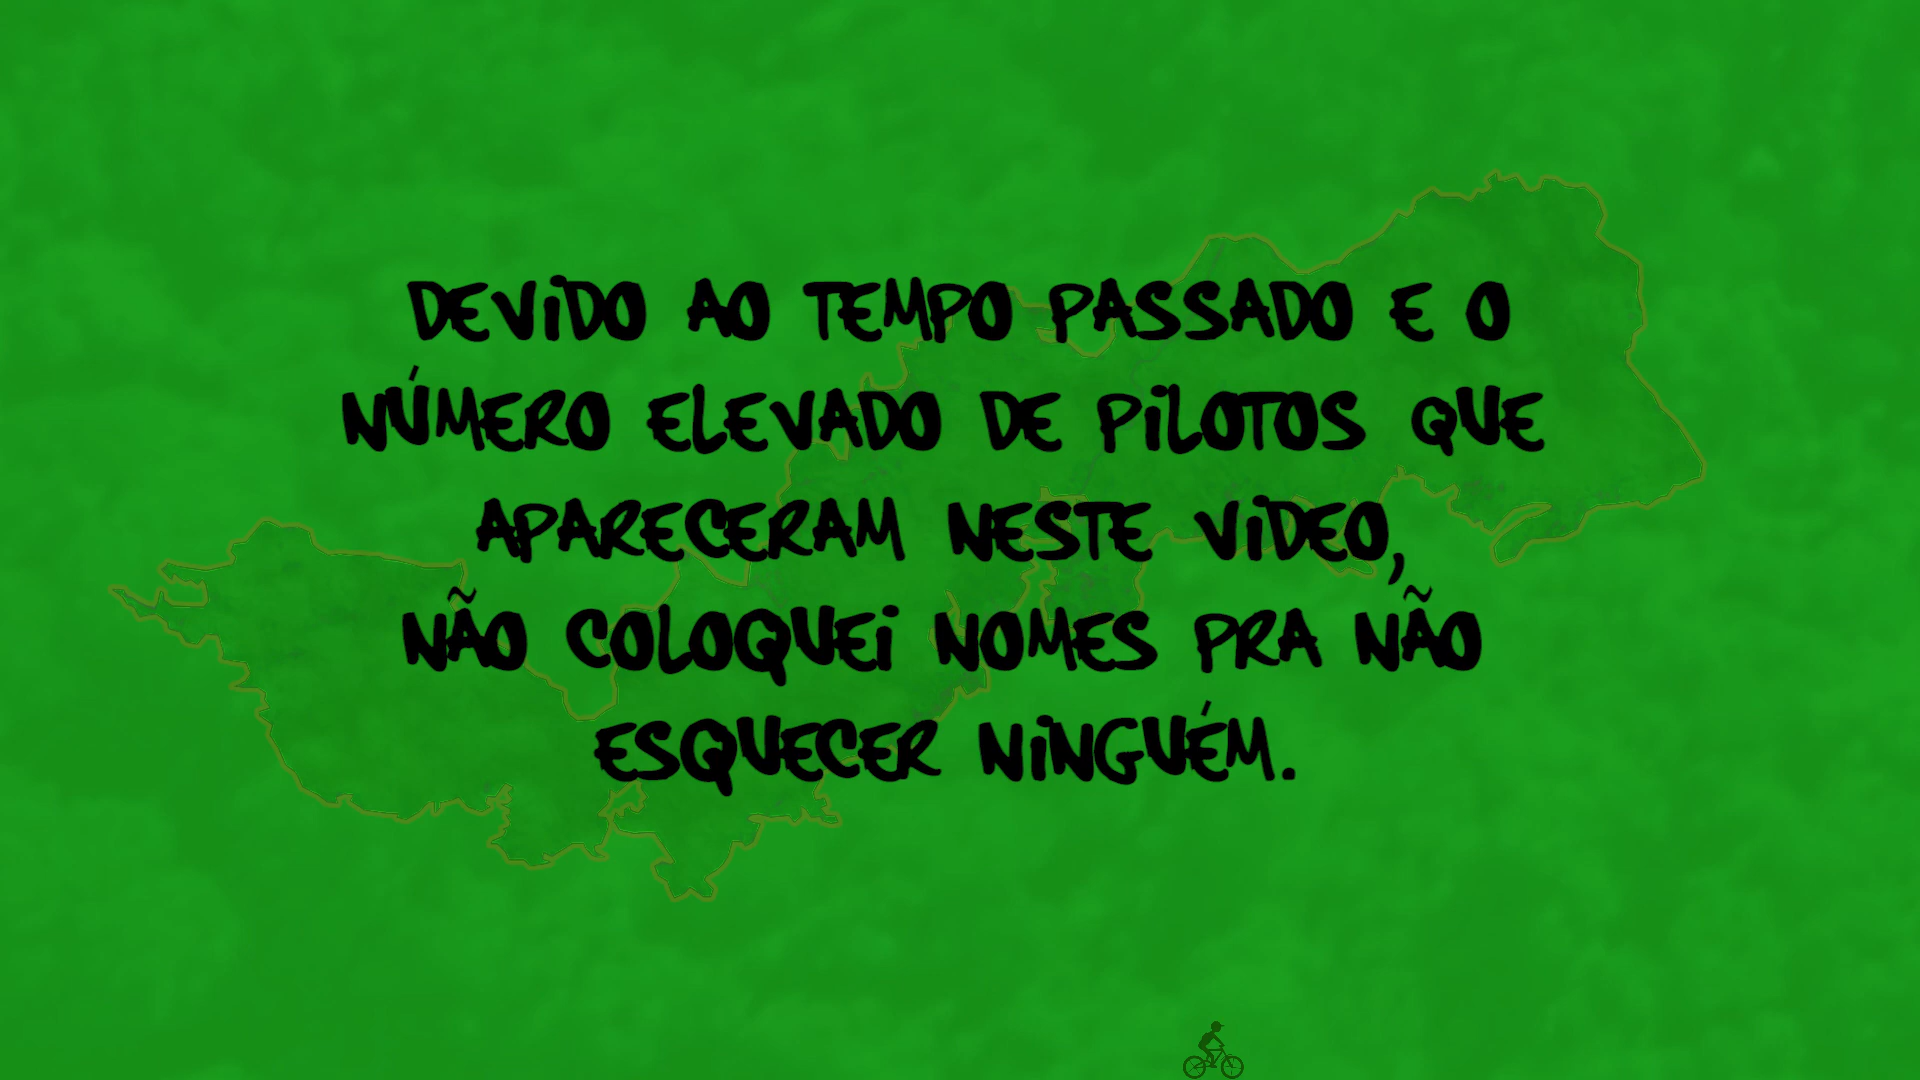 DEVIDO AO TEMPO PASSADO E O
NÚMERO ELEVADO DE PILOTOS QUE
APARECERAM NESTE VIDEO,
NÃO COLOQUEI NOMES PRA NÃO
ESQUECER NINGUÉM.